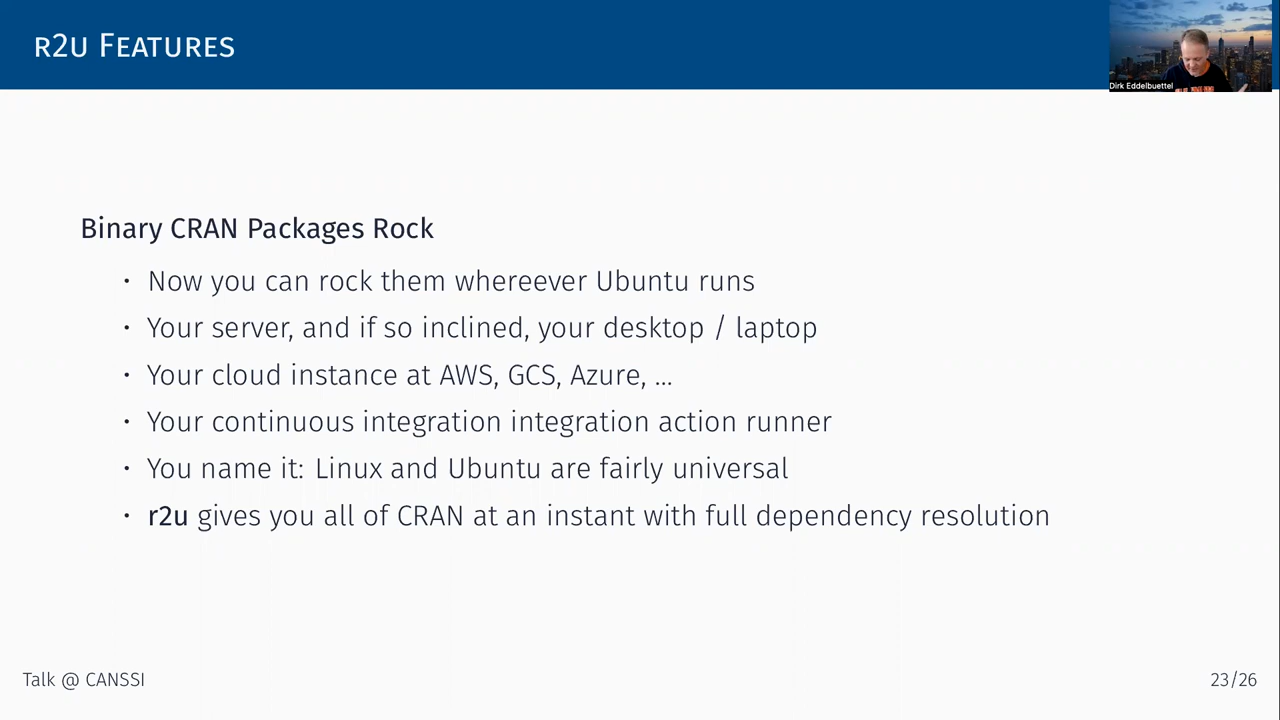 R2U FEATURES
Dirk Eddelbuettel
Binary CRAN Packages Rock
• Now you can rock them whereever Ubuntu runs
• Your server, and if so inclined, your desktop / laptop
• Your cloud instance at AWS, GCS, Azure, ...
• Your continuous integration integration action runner
• You name it: Linux and Ubuntu are fairly universal
• r2u gives you all of CRAN at an instant with full dependency resolution
Talk @ CANSSI
23/26